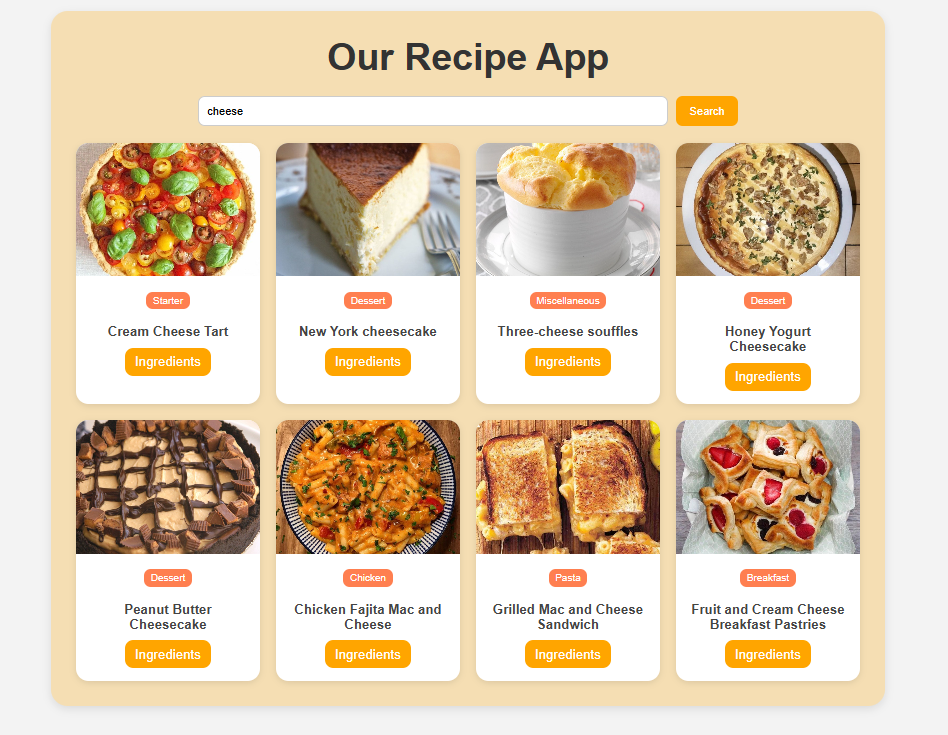 Our Recipe App
cheese
Search
Starter
Cream Cheese Tart
Ingredients
Dessert
New York cheesecake
Ingredients
Miscellaneous
Three-cheese souffles
Ingredients
Dessert
Honey Yogurt
Cheesecake
Ingredients
Dessert
Peanut Butter
Cheesecake
Ingredients
Chicken
Chicken Fajita Mac and
Cheese
Ingredients
Pasta
Grilled Mac and Cheese
Sandwich
Ingredients
Breakfast
Fruit and Cream Cheese
Breakfast Pastries
Ingredients